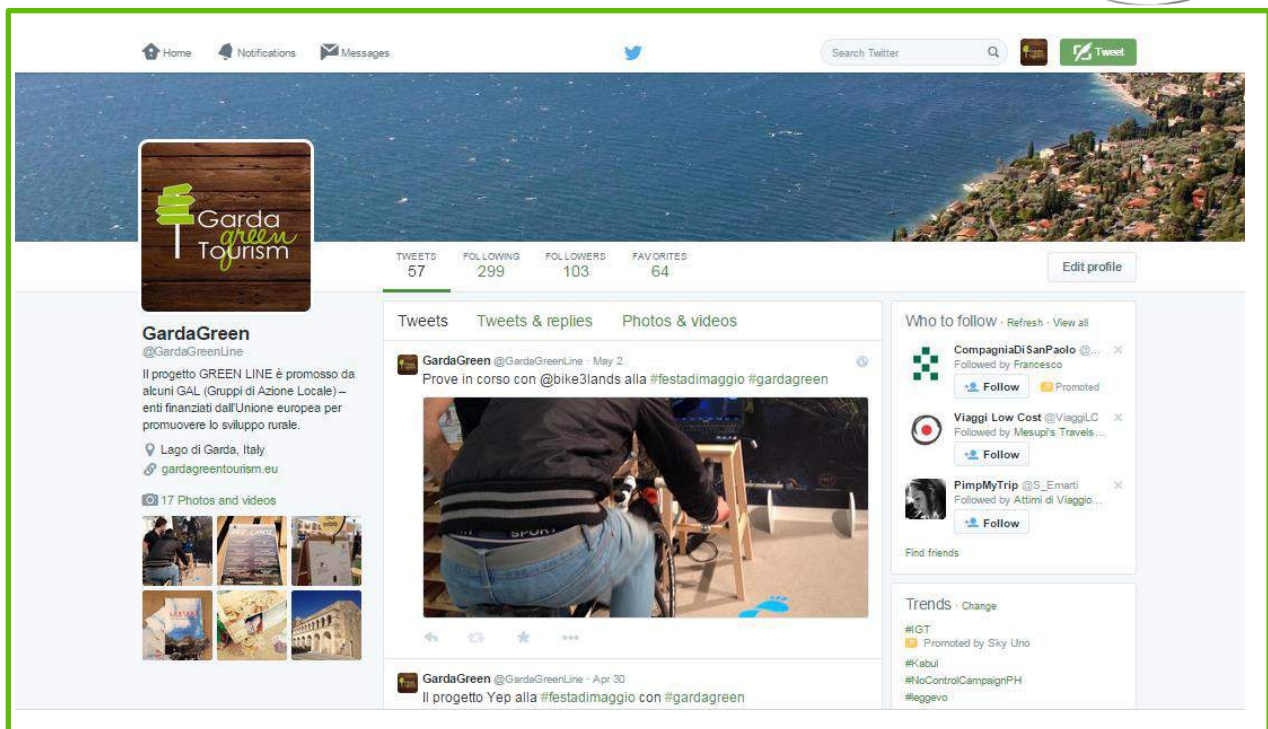 Home Notifications Messages Search Twitter Tweet
Garda
green
Tourism
TWEETS FOLLOWING FOLLOWERS FAVORITES
57 299 103 64
Edit profile
GardaGreen
@GardaGreenLine
Il progetto GREEN LINE è promosso da
alcuni GAL (Gruppi di Azione Locale) –
enti finanziati dall'Unione europea per
promuovere lo sviluppo rurale.
Lago di Garda, Italy
gardagreentourism.eu
17 Photos and videos
Tweets Tweets & replies Photos & videos
GardaGreen @GardaGreenLine · May 2
Prove in corso con @bike3lands alla #festadimaggio #gardagreen
SPORT
GardaGreen @GardaGreenLine · Apr 30
Il progetto Yep alla #festadimaggio con #gardagreen
Who to follow · Refresh · View all
CompagniaDiSanPaolo @...
Followed by Francesco
Follow Promoted
Viaggi Low Cost @ViaggiLC
Followed by Mesupi's Travels ...
Follow
PimpMyTrip @S_Emarti
Followed by Attimi di Viaggio...
Follow
Find friends
Trends · Change
#IGT
Promoted by Sky Uno
#Kabul
#NoControlCampaignPH
#leggevo